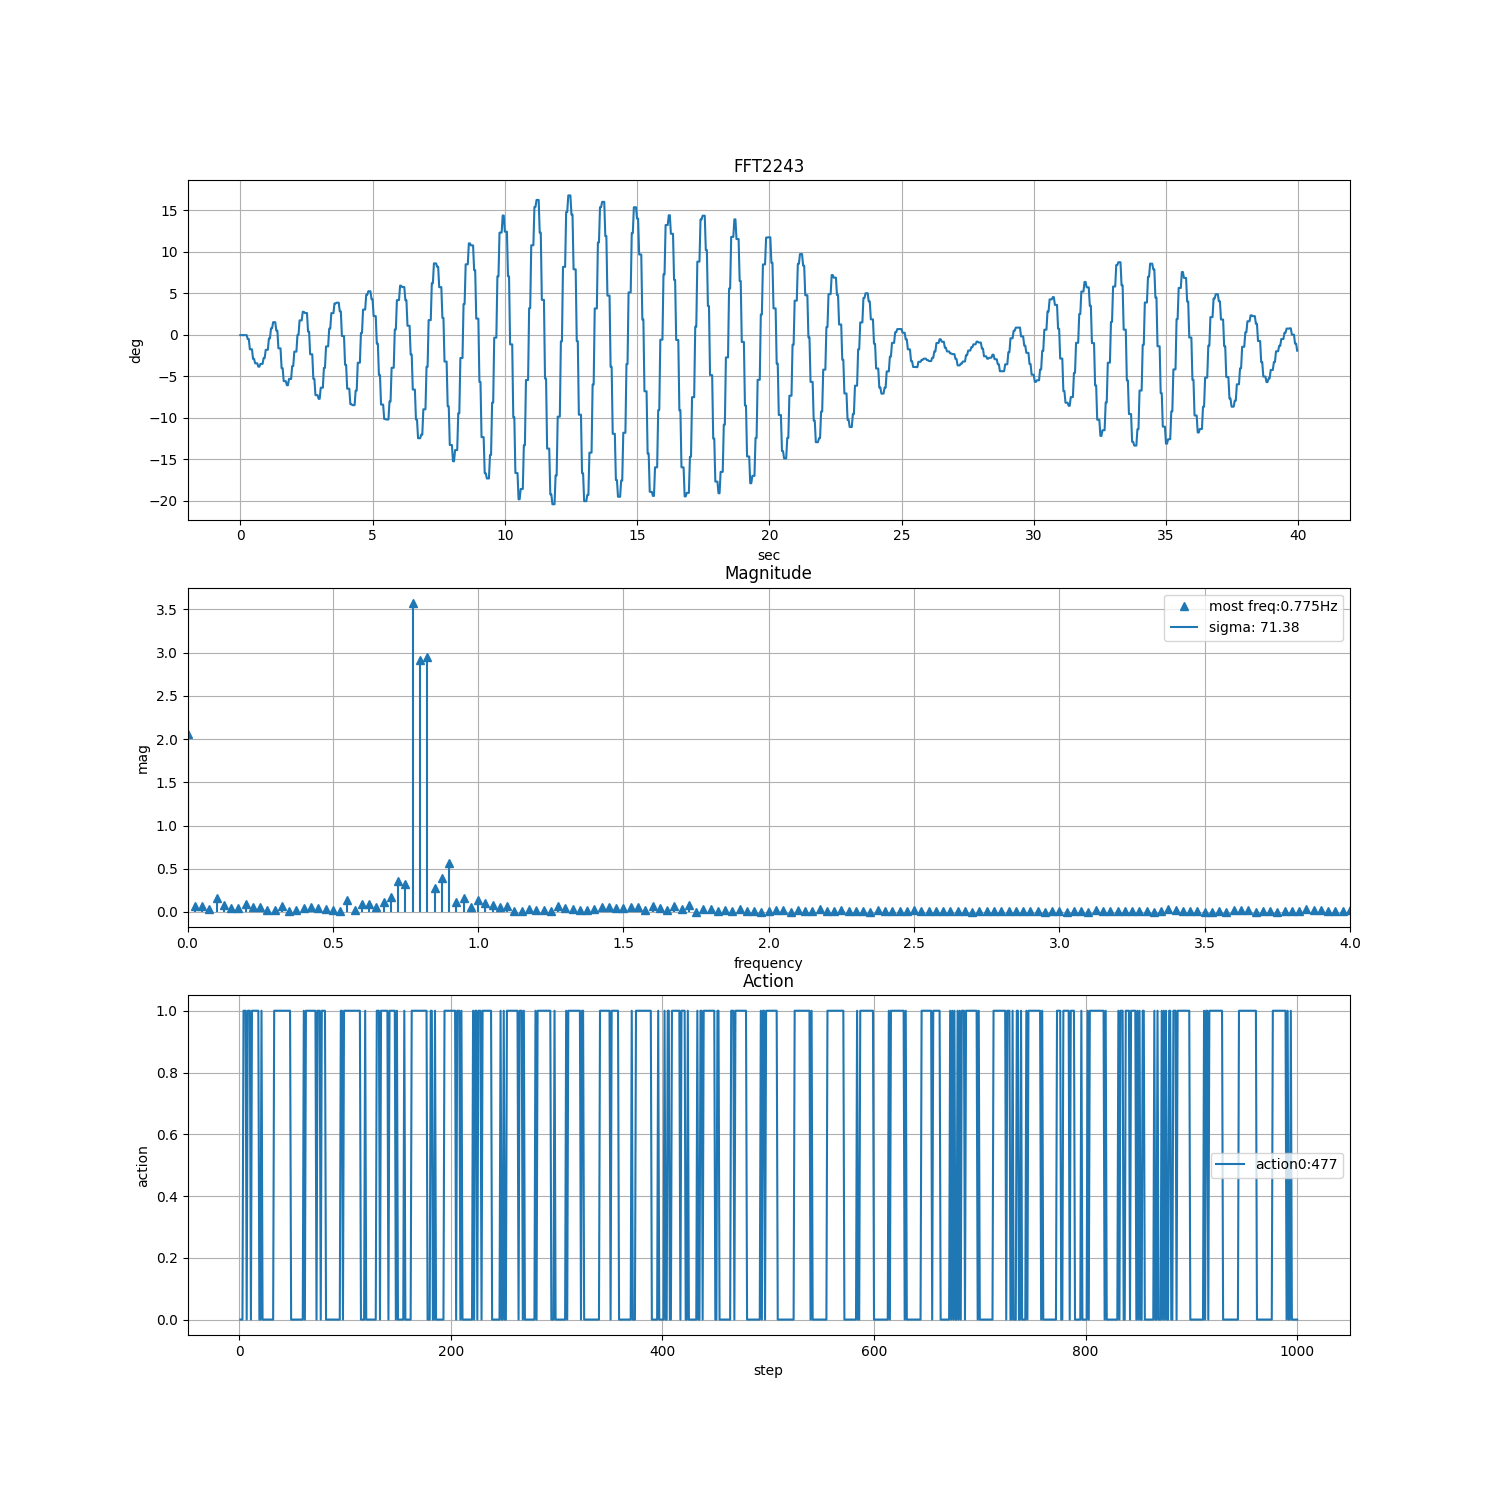 FFT2243
15
10
5
0
−5
−10
−15
−20
deg
0 5 10 15 20 25 30 35 40
sec
Magnitude
3.5
3.0
2.5
2.0
1.5
1.0
0.5
0.0
mag
most freq:0.775Hz
sigma: 71.38
0.0 0.5 1.0 1.5 2.0 2.5 3.0 3.5 4.0
frequency
Action
1.0
0.8
0.6
0.4
0.2
0.0
action
action0:477
0 200 400 600 800 1000
step